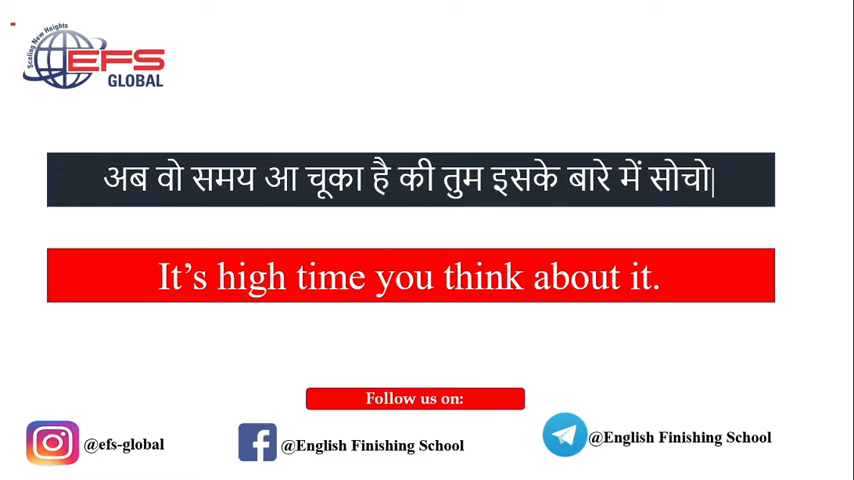 Scaling New Heights
EFS
GLOBAL
अब वो समय आ चूका है की तुम इसके बारे में सोचो|
It’s high time you think about it.
Follow us on:
@efs-global
@English Finishing School
@English Finishing School